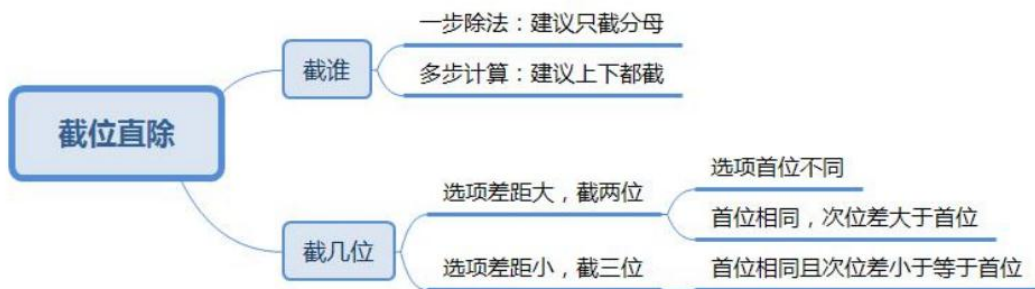 截位直除
截谁
一步除法：建议只截分母
多步计算：建议上下都截
截几位
选项差距大，截两位
选项首位不同
首位相同，次位差大于首位
选项差距小，截三位
首位相同且次位差小于等于首位